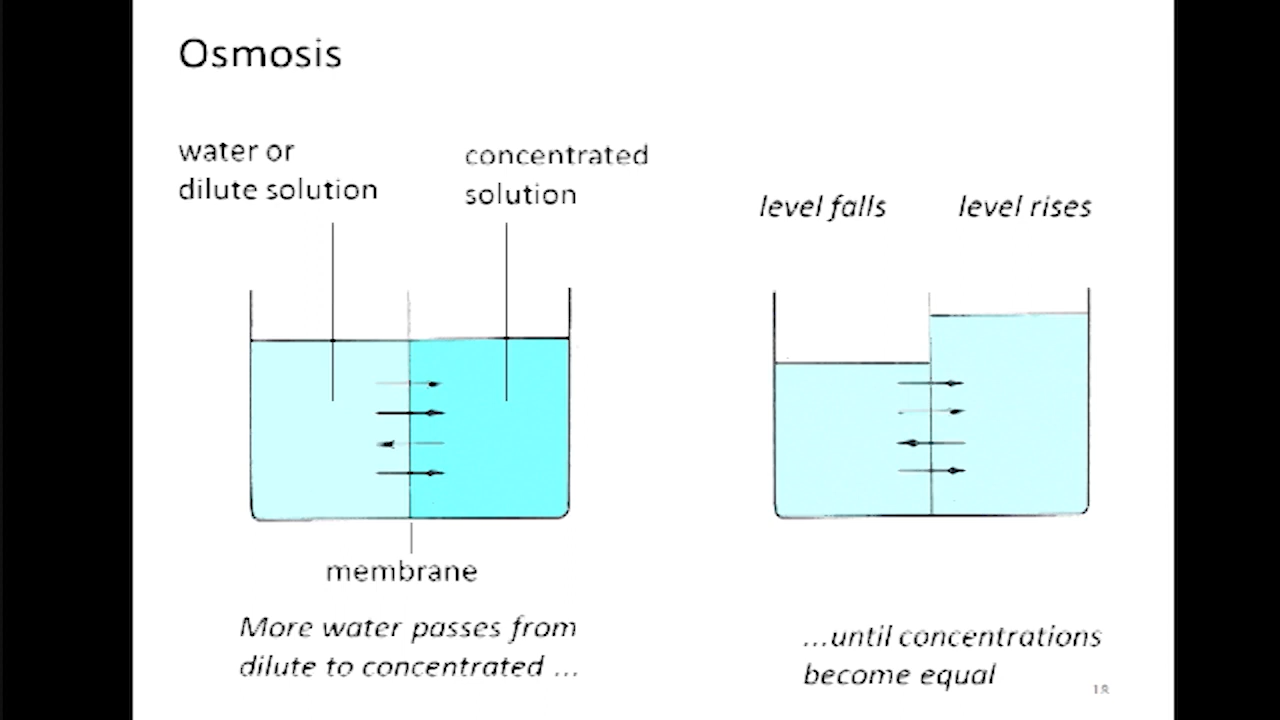 Osmosis
water or
dilute solution
concentrated
solution
level falls
level rises
membrane
More water passes from
dilute to concentrated ...
...until concentrations
become equal
18